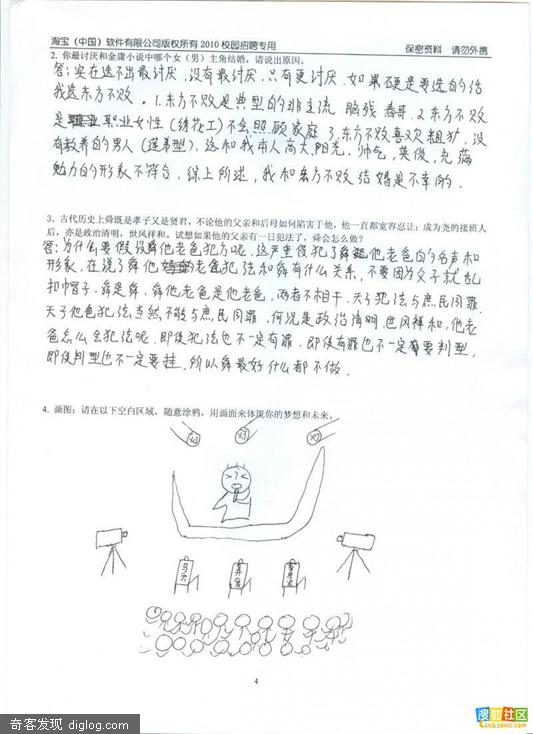 淘宝（中国）软件有限公司版权所有 2010 校园招聘专用 保密资料 请勿外携
2. 你最讨厌和金庸小说中哪个女（男）主角结婚，请说出原因。
答：实在选不出最讨厌，没有最讨厌，只有更讨厌．如果硬是要选的话
我选东方不败．1.东方不败是典型的非主流 脑残 春哥．2.东方不败
是职业女性（绣花工）不会照顾家庭 3.东方不败喜欢粗犷，没
有教养的男人（莲弟型），这和我本人高大，阳光，帅气，英俊，充满
魅力的形象不符合．综上所述，我和东方不败结婚是不幸的．
3、古代历史上舜既是孝子又是贤君，不论他的父亲和后母如何陷害于他，他一直都宽容忍让；成为尧的接班人
后，亦是政治清明，世风祥和。试想如果他的父亲有一日犯法了，舜会怎么做？
答：为什么要假设舜他老爸犯方呢．这严重侵犯了舜他老爸的名声和
形象．在说了舜他老爸犯法和舜有什么关系，不要因为父子就乱
扣帽子．舜是舜，舜他老爸是他老爸，两者不相干．天子犯法与庶民同罪．
天子他爸犯法当然不能与庶民同罪．何况是政治清明，世风祥和，他老
爸怎么会犯法呢．即使犯法也不一定有罪．即使有罪也不一定要判型，
即使判型也不一定要挂．所以舜最好什么都不做．
4. 画图：请在以下空白区域，随意涂鸦，用画面来体现你的梦想和未来。
灯 灯 灯
4
奇客发现 diglog.com
搜狐社区
CLUB.SOHU.COM